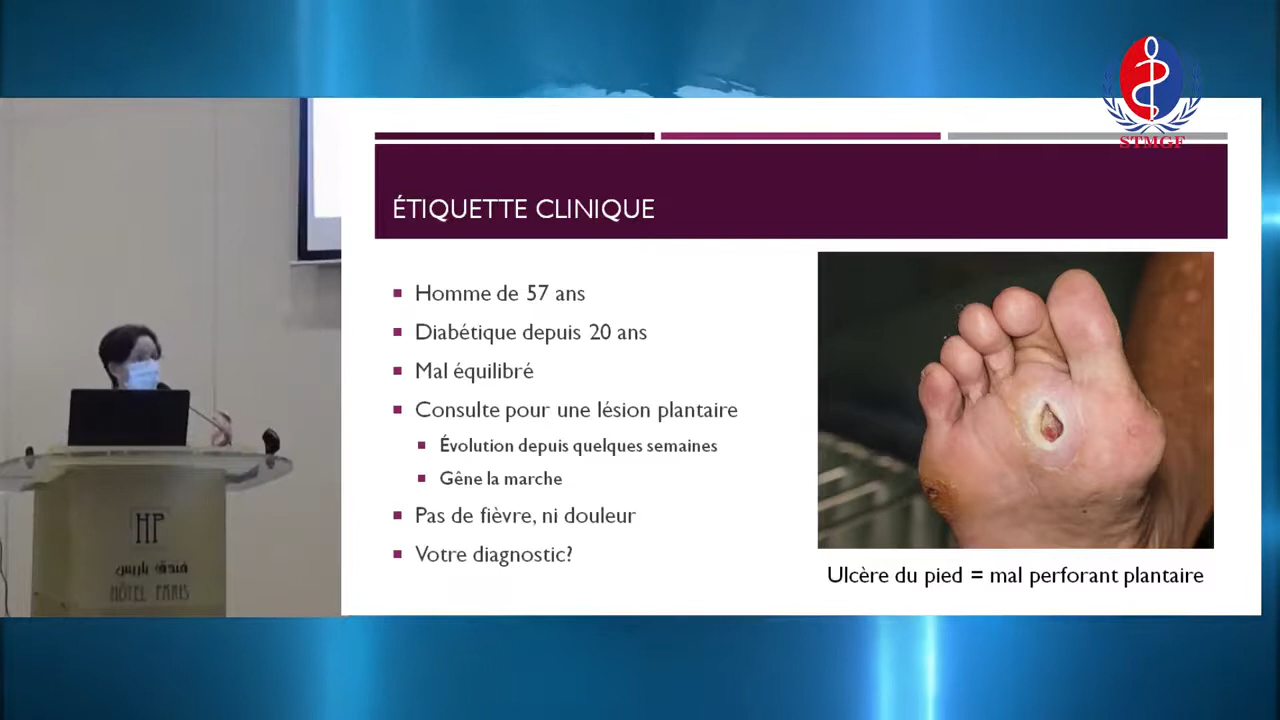 STMGF
ÉTIQUETTE CLINIQUE
Homme de 57 ans
Diabétique depuis 20 ans
Mal équilibré
Consulte pour une lésion plantaire
Évolution depuis quelques semaines
Gêne la marche
Pas de fièvre, ni douleur
Votre diagnostic?
Ulcère du pied = mal perforant plantaire
HP
فندق باريس
HÔTEL PARIS